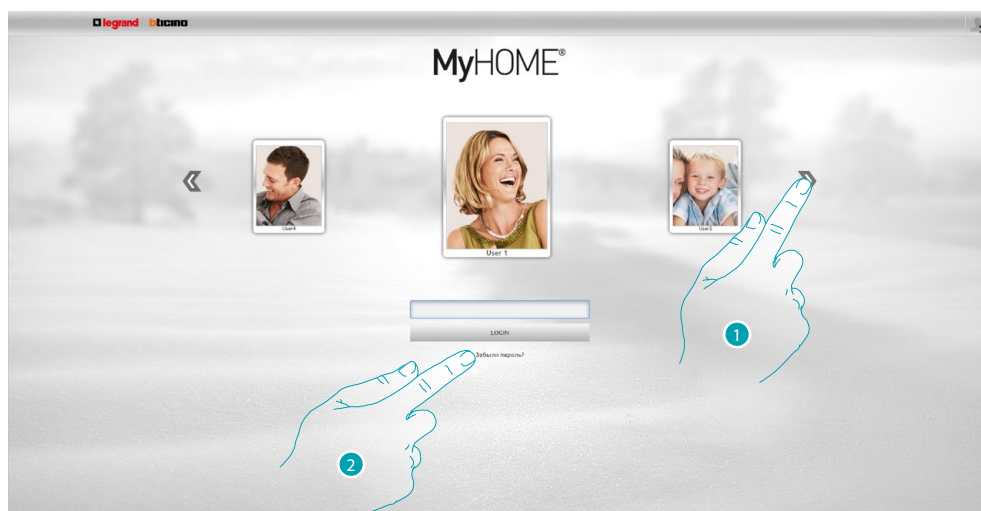 legrand bticino
MyHOME®
User4
User 1
User2
LOGIN
Забыли пароль?
1
2